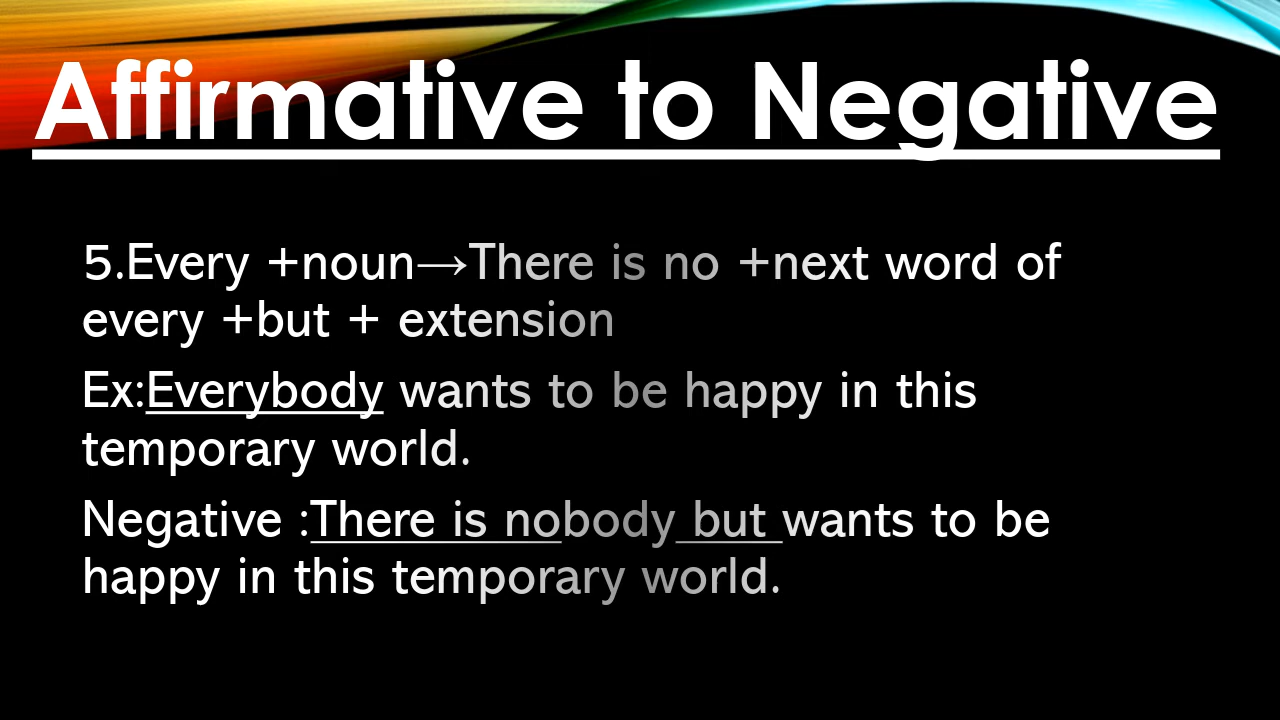 Affirmative to Negative
5.Every +noun→There is no +next word of
every +but + extension
Ex:Everybody wants to be happy in this
temporary world.
Negative :There is nobody but wants to be
happy in this temporary world.